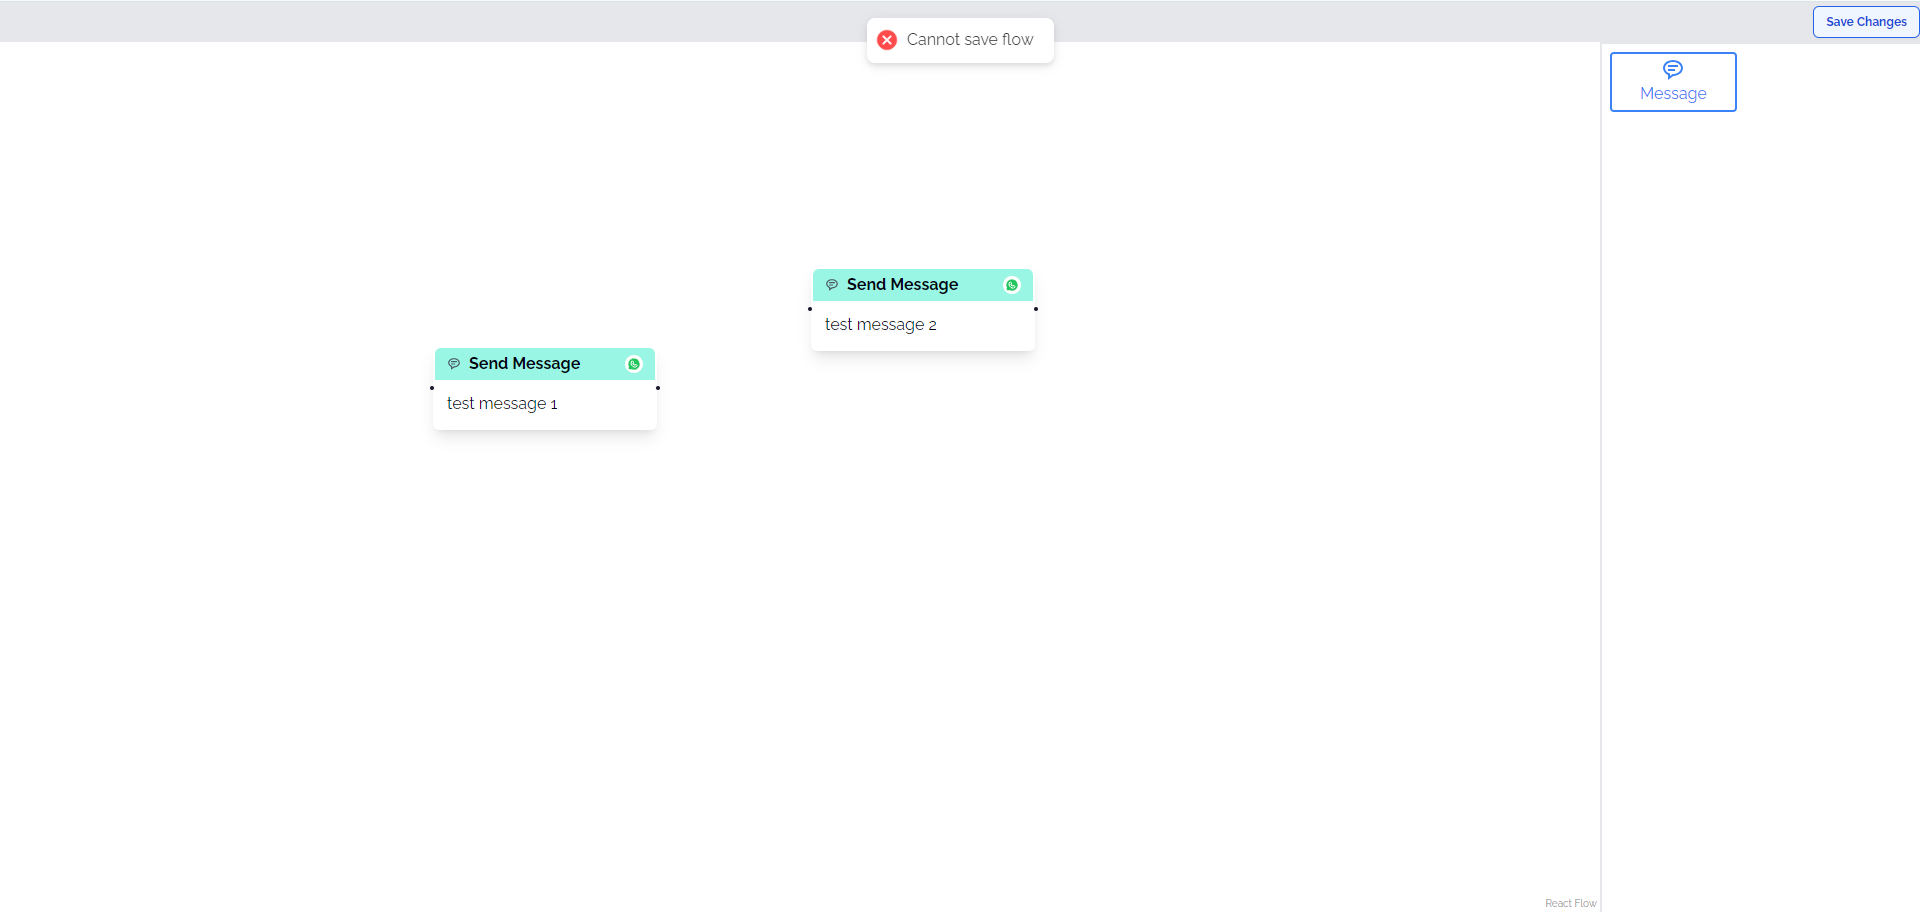 Cannot save flow
Save Changes
Message
Send Message
test message 2
Send Message
test message 1
React Flow